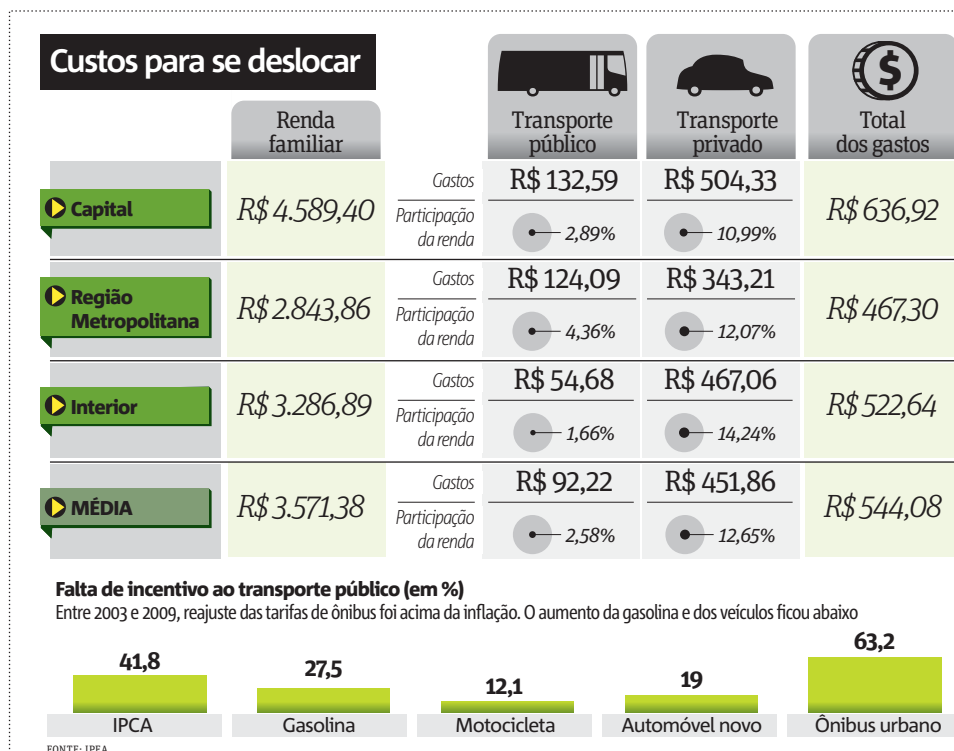 Custos para se deslocar
$
Renda
familiar
Transporte
público
Transporte
privado
Total
dos gastos
Capital
R$ 4.589,40
Gastos
R$ 132,59
R$ 504,33
Participação
da renda
2,89%
10,99%
R$ 636,92
Região
Metropolitana
R$ 2.843,86
Gastos
R$ 124,09
R$ 343,21
Participação
da renda
4,36%
12,07%
R$ 467,30
Interior
R$ 3.286,89
Gastos
R$ 54,68
R$ 467,06
Participação
da renda
1,66%
14,24%
R$ 522,64
MÉDIA
R$ 3.571,38
Gastos
R$ 92,22
R$ 451,86
Participação
da renda
2,58%
12,65%
R$ 544,08
Falta de incentivo ao transporte público (em %)
Entre 2003 e 2009, reajuste das tarifas de ônibus foi acima da inflação. O aumento da gasolina e dos veículos ficou abaixo
41,8
27,5
12,1
19
63,2
IPCA
Gasolina
Motocicleta
Automóvel novo
Ônibus urbano
FONTE: IPEA